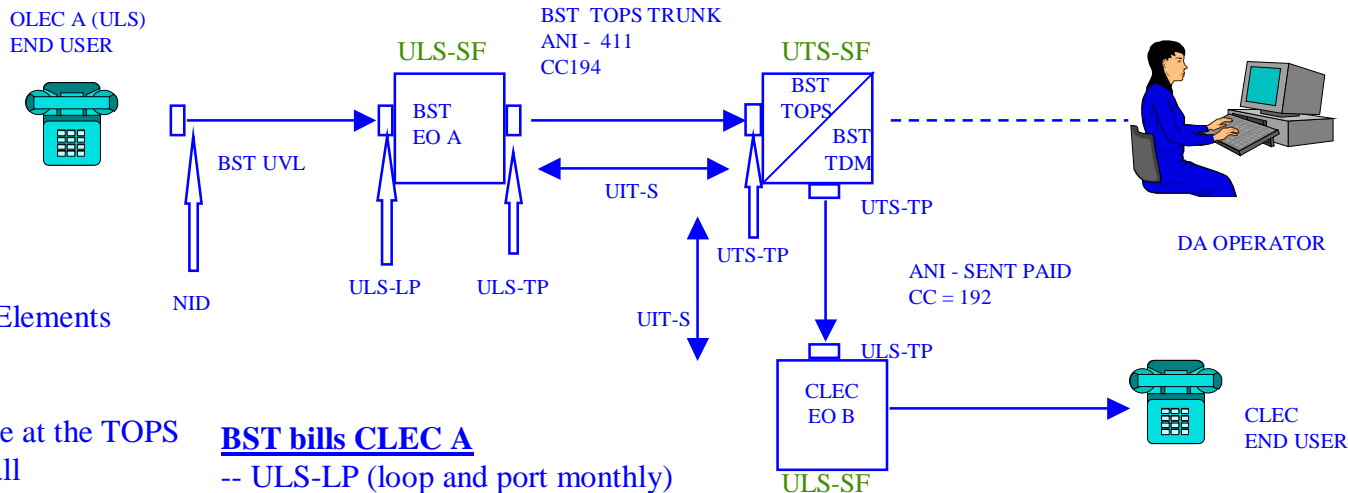 OLEC A (ULS)
END USER
BST TOPS TRUNK
ANI - 411
CC194
ULS-SF
UTS-SF
BST
EO A
BST
TOPS
BST
TDM
BST UVL
UIT-S
UTS-TP
UTS-TP
DA OPERATOR
NID
ULS-LP
ULS-TP
ANI - SENT PAID
CC = 192
UIT-S
Elements
ULS-TP
CLEC
EO B
CLEC
END USER
e at the TOPS
all
BST bills CLEC A
-- ULS-LP (loop and port monthly)
ULS-SF